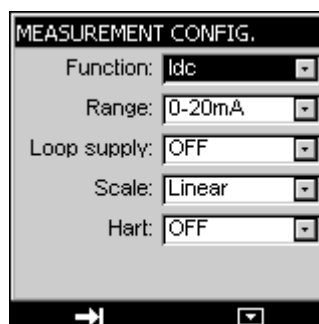 MEASUREMENT CONFIG.
Function: Idc
Range: 0-20mA
Loop supply: OFF
Scale: Linear
Hart: OFF